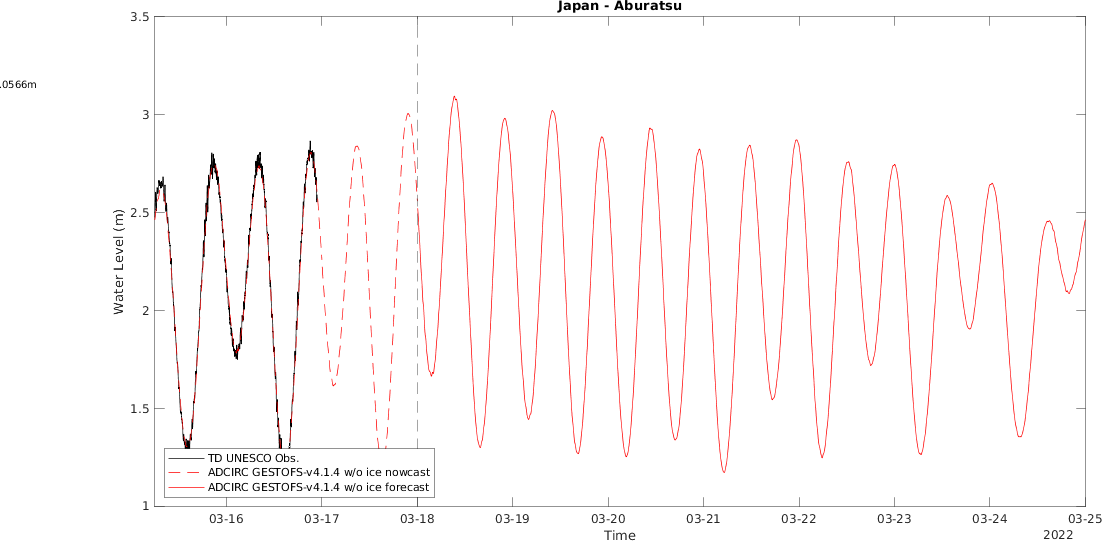 Japan - Aburatsu
.0566m
3.5
3
2.5
2
1.5
1
Water Level (m)
TD UNESCO Obs.
ADCIRC GESTOFS-v4.1.4 w/o ice nowcast
ADCIRC GESTOFS-v4.1.4 w/o ice forecast
03-16 03-17 03-18 03-19 03-20 03-21 03-22 03-23 03-24 03-25
Time
2022